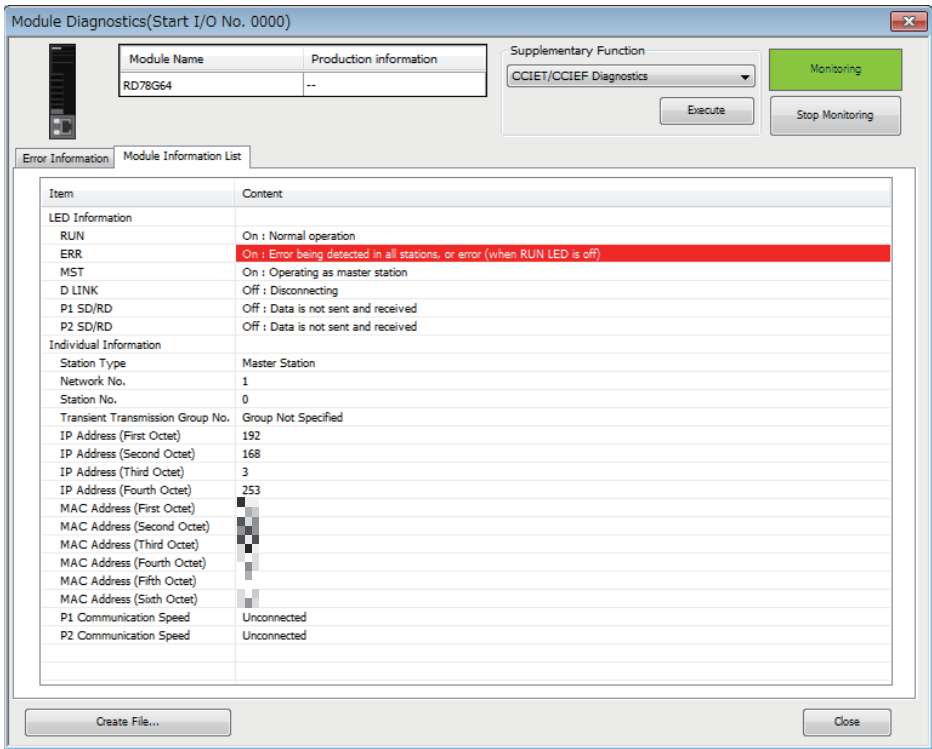 Module Diagnostics(Start I/O No. 0000)
Module Name Production information
RD78G64 --
Supplementary Function
CCIET/CCIEF Diagnostics
Execute
Monitoring
Stop Monitoring
Error Information Module Information List
Item Content
LED Information
RUN On : Normal operation
ERR On : Error being detected in all stations, or error (when RUN LED is off)
MST On : Operating as master station
D LINK Off : Disconnecting
P1 SD/RD Off : Data is not sent and received
P2 SD/RD Off : Data is not sent and received
Individual Information
Station Type Master Station
Network No. 1
Station No. 0
Transient Transmission Group No. Group Not Specified
IP Address (First Octet) 192
IP Address (Second Octet) 168
IP Address (Third Octet) 3
IP Address (Fourth Octet) 253
MAC Address (First Octet)
MAC Address (Second Octet)
MAC Address (Third Octet)
MAC Address (Fourth Octet)
MAC Address (Fifth Octet)
MAC Address (Sixth Octet)
P1 Communication Speed Unconnected
P2 Communication Speed Unconnected
Create File... Close